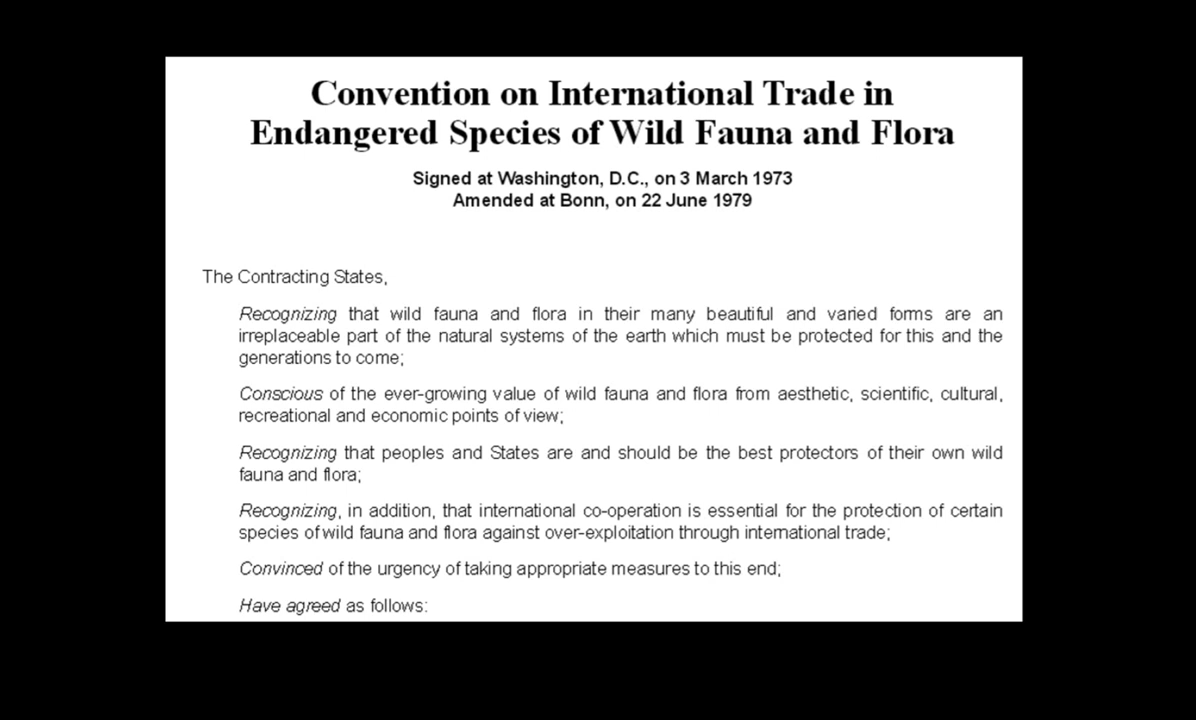 Convention on International Trade in
Endangered Species of Wild Fauna and Flora
Signed at Washington, D.C., on 3 March 1973
Amended at Bonn, on 22 June 1979
The Contracting States,
Recognizing that wild fauna and flora in their many beautiful and varied forms are an
irreplaceable part of the natural systems of the earth which must be protected for this and the
generations to come;
Conscious of the ever-growing value of wild fauna and flora from aesthetic, scientific, cultural,
recreational and economic points of view;
Recognizing that peoples and States are and should be the best protectors of their own wild
fauna and flora;
Recognizing, in addition, that international co-operation is essential for the protection of certain
species of wild fauna and flora against over-exploitation through international trade;
Convinced of the urgency of taking appropriate measures to this end;
Have agreed as follows: